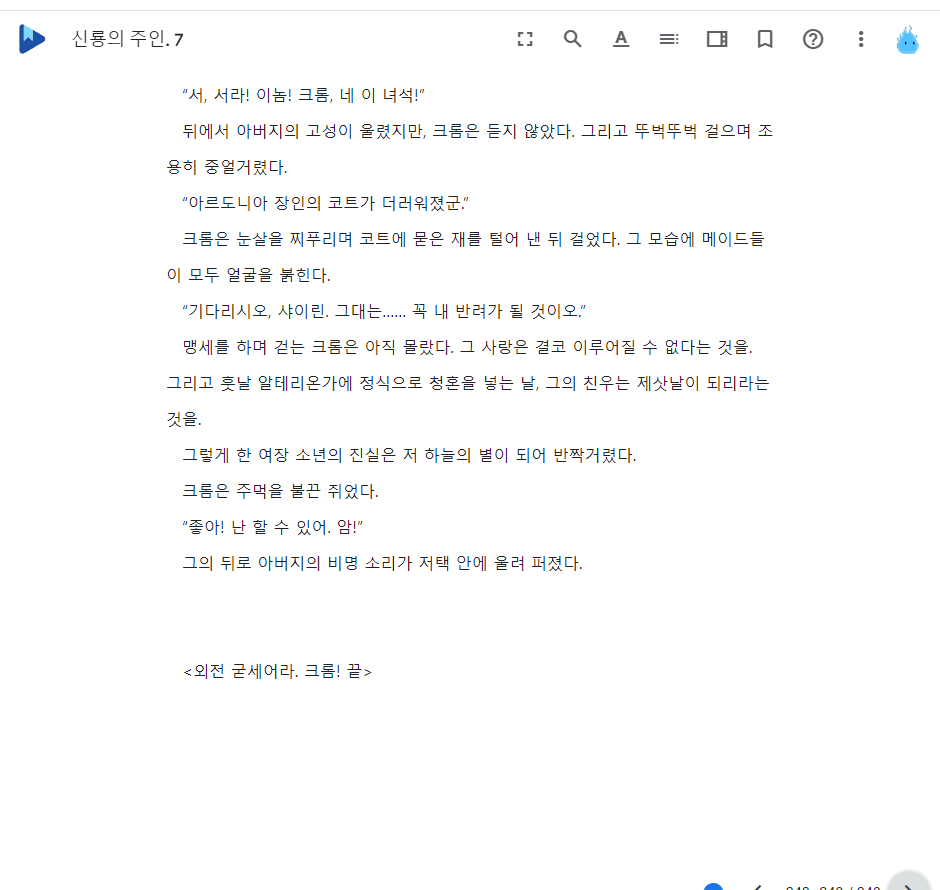 신룡의 주인. 7
"서, 서라! 이놈! 크롬, 네 이 녀석!"
뒤에서 아버지의 고성이 울렸지만, 크롬은 듣지 않았다. 그리고 뚜벅뚜벅 걸으며 조
용히 중얼거렸다.
"아르도니아 장인의 코트가 더러워졌군."
크롬은 눈살을 찌푸리며 코트에 묻은 재를 털어 낸 뒤 걸었다. 그 모습에 메이드들
이 모두 얼굴을 붉힌다.
"기다리시오, 샤이린. 그대는…… 꼭 내 반려가 될 것이오."
맹세를 하며 걷는 크롬은 아직 몰랐다. 그 사랑은 결코 이루어질 수 없다는 것을.
그리고 훗날 알테리온가에 정식으로 청혼을 넣는 날, 그의 친우는 제삿날이 되리라는
것을.
그렇게 한 여장 소년의 진실은 저 하늘의 별이 되어 반짝거렸다.
크롬은 주먹을 불끈 쥐었다.
"좋아! 난 할 수 있어. 암!"
그의 뒤로 아버지의 비명 소리가 저택 안에 울려 퍼졌다.
<외전 굳세어라. 크롬! 끝>